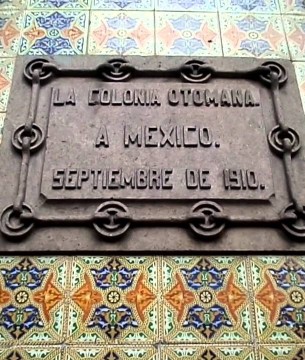 LA COLONIA OTOMANA.
A MEXICO.
SEPTIEMBRE DE 1910.